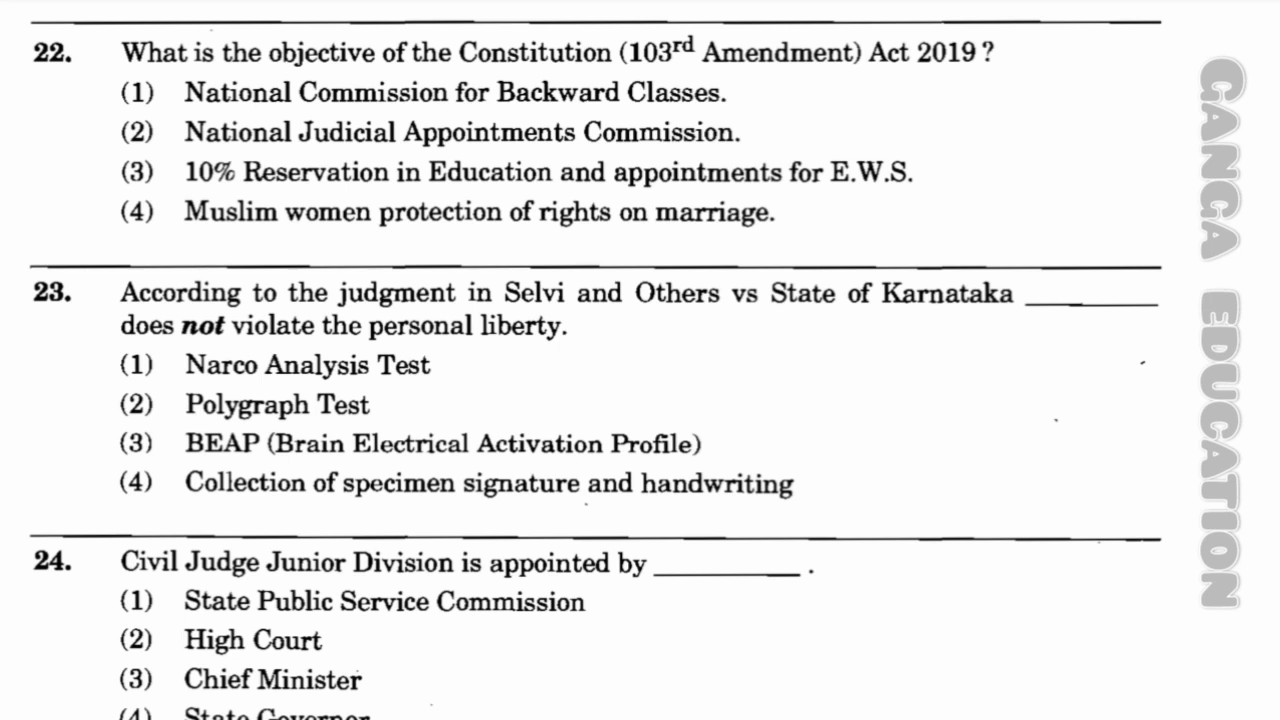 22. What is the objective of the Constitution (103rd Amendment) Act 2019 ?
(1) National Commission for Backward Classes.
(2) National Judicial Appointments Commission.
(3) 10% Reservation in Education and appointments for E.W.S.
(4) Muslim women protection of rights on marriage.
23. According to the judgment in Selvi and Others vs State of Karnataka __________
does not violate the personal liberty.
(1) Narco Analysis Test
(2) Polygraph Test
(3) BEAP (Brain Electrical Activation Profile)
(4) Collection of specimen signature and handwriting
24. Civil Judge Junior Division is appointed by __________ .
(1) State Public Service Commission
(2) High Court
(3) Chief Minister
(4) State Governor
GANGA EDUCATION